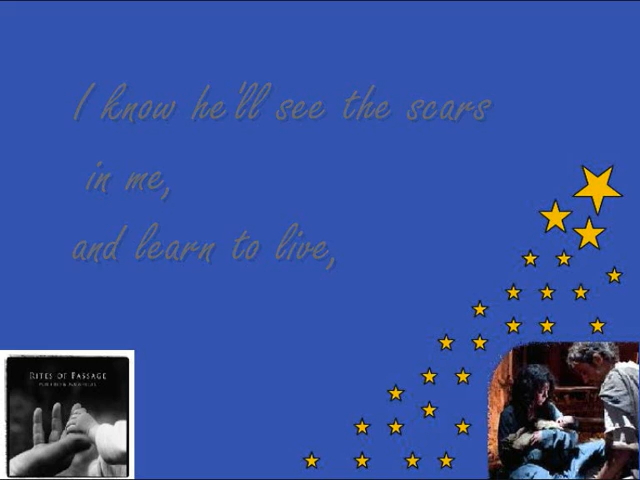 I know he'll see the scars
in me,
and learn to live,
RITES OF PASSAGE